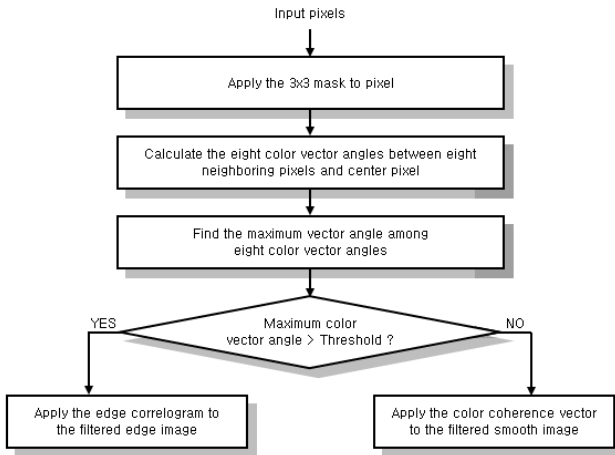 Input pixels
Apply the 3x3 mask to pixel
Calculate the eight color vector angles between eight
neighboring pixels and center pixel
Find the maximum vector angle among
eight color vector angles
YES
Maximum color
vector angle > Threshold ?
NO
Apply the edge correlogram to
the filtered edge image
Apply the color coherence vector
to the filtered smooth image